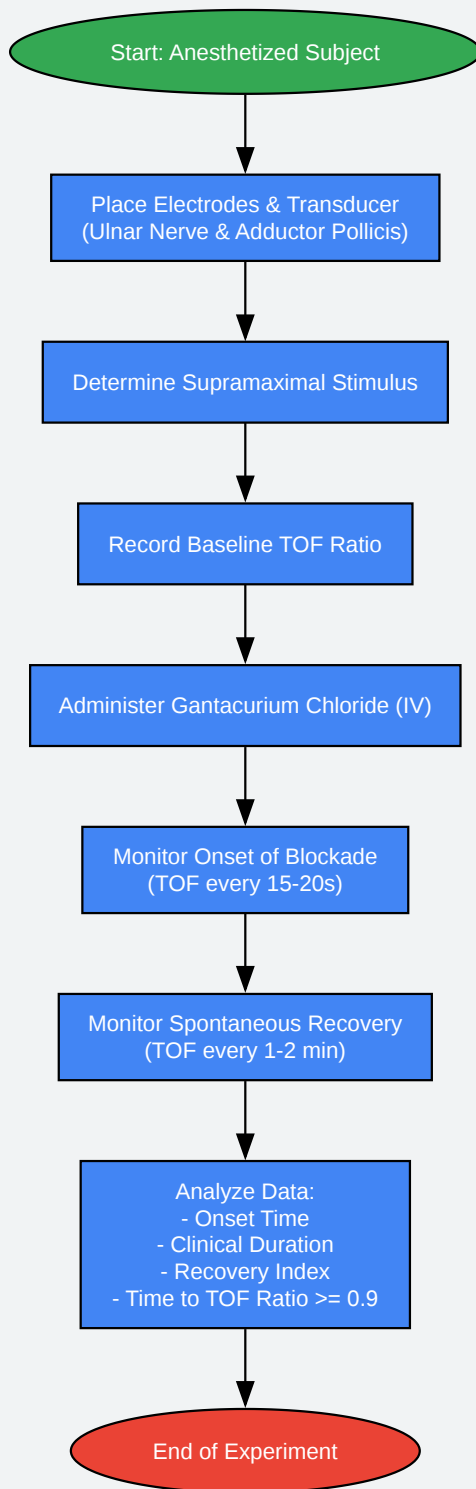 Start: Anesthetized Subject
Place Electrodes & Transducer
(Ulnar Nerve & Adductor Pollicis)
Determine Supramaximal Stimulus
Record Baseline TOF Ratio
Administer Gantacurium Chloride (IV)
Monitor Onset of Blockade
(TOF every 15-20s)
Monitor Spontaneous Recovery
(TOF every 1-2 min)
Analyze Data:
- Onset Time
- Clinical Duration
- Recovery Index
- Time to TOF Ratio >= 0.9
End of Experiment